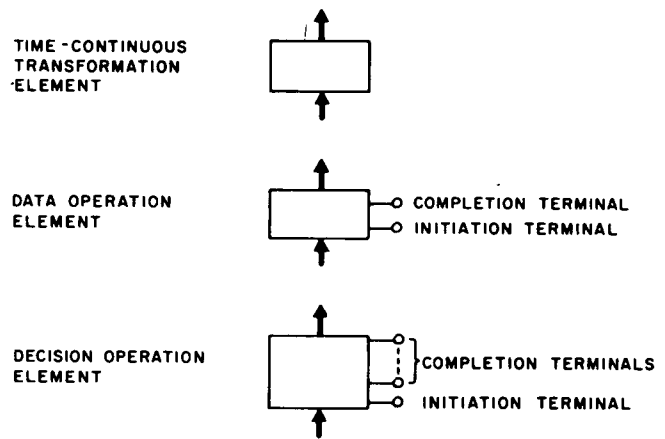 TIME-CONTINUOUS
TRANSFORMATION
ELEMENT
DATA OPERATION
ELEMENT
COMPLETION TERMINAL
INITIATION TERMINAL
DECISION OPERATION
ELEMENT
COMPLETION TERMINALS
INITIATION TERMINAL